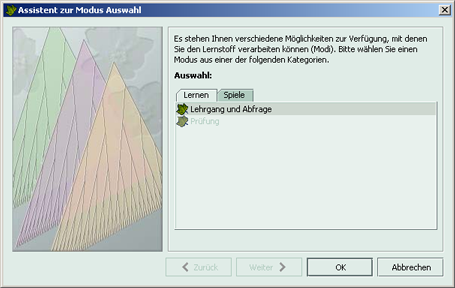 Assistent zur Modus Auswahl
Es stehen Ihnen verschiedene Möglichkeiten zur Verfügung, mit denen
Sie den Lernstoff verarbeiten können (Modi). Bitte wählen Sie einen
Modus aus einer der folgenden Kategorien.
Auswahl:
Lernen Spiele
Lehrgang und Abfrage
Prüfung
Zurück Weiter OK Abbrechen